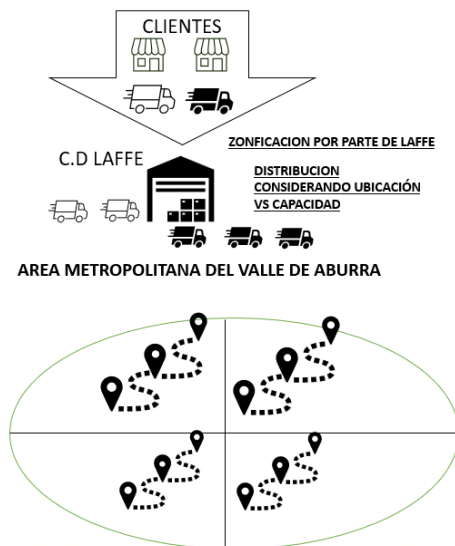 CLIENTES
ZONFICACION POR PARTE DE LAFFE
C.D LAFFE
DISTRIBUCION
CONSIDERANDO UBICACIÓN
VS CAPACIDAD
AREA METROPOLITANA DEL VALLE DE ABURRA